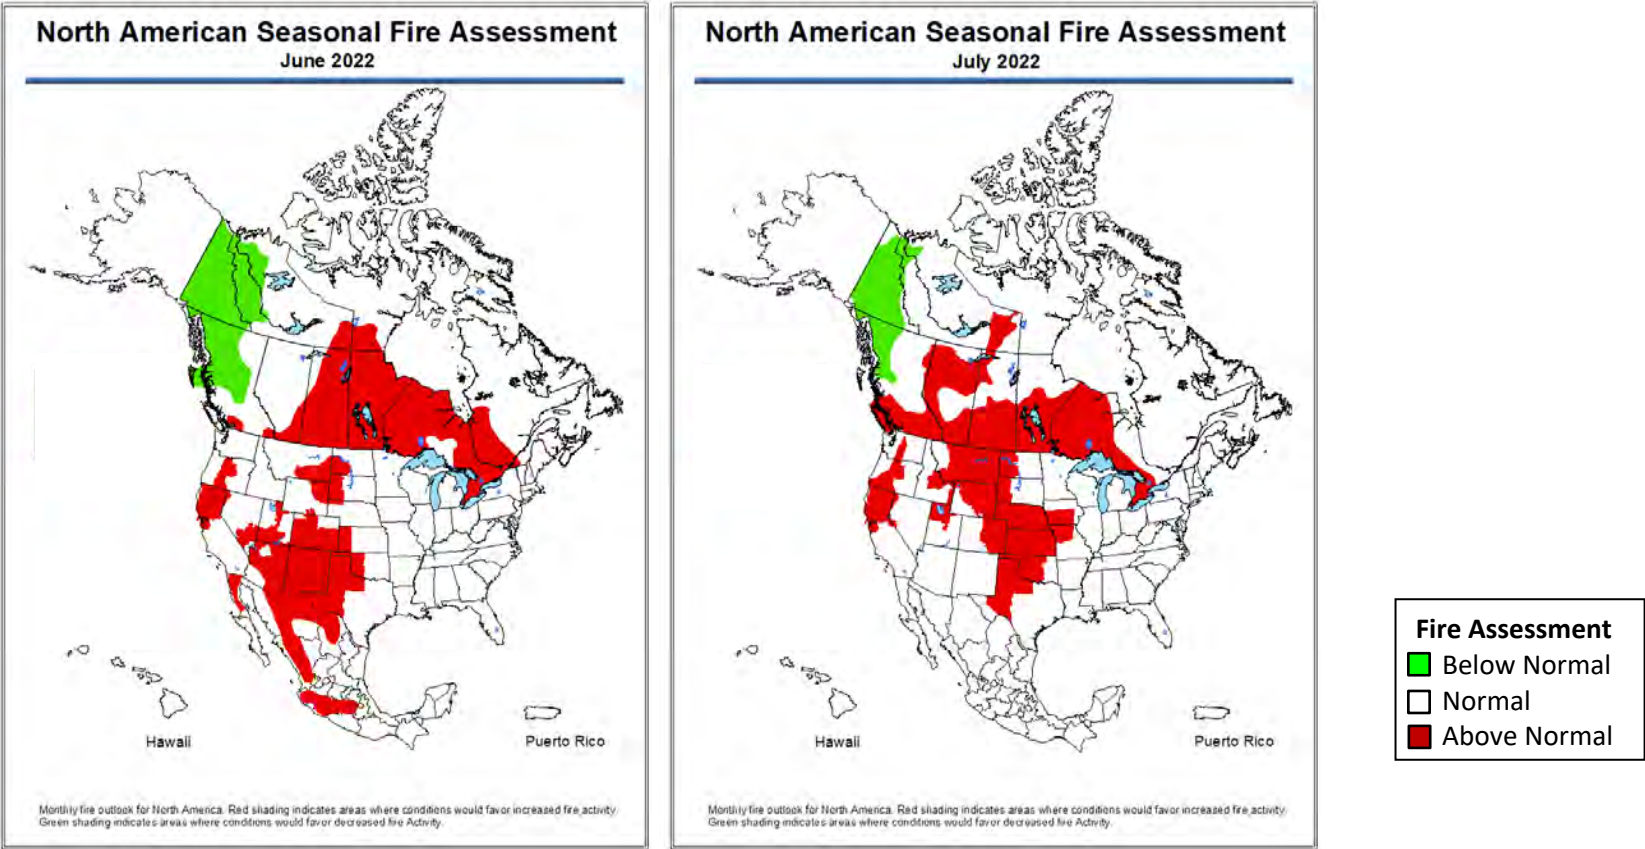 North American Seasonal Fire Assessment
June 2022
Hawaii
Puerto Rico
Monthly fire outlook for North America. Red shading indicates areas where conditions would favor increased fire activity.
Green shading indicates areas where conditions would favor decreased fire Activity.
North American Seasonal Fire Assessment
July 2022
Hawaii
Puerto Rico
Monthly fire outlook for North America. Red shading indicates areas where conditions would favor increased fire activity.
Green shading indicates areas where conditions would favor decreased fire Activity.
Fire Assessment
Below Normal
Normal
Above Normal